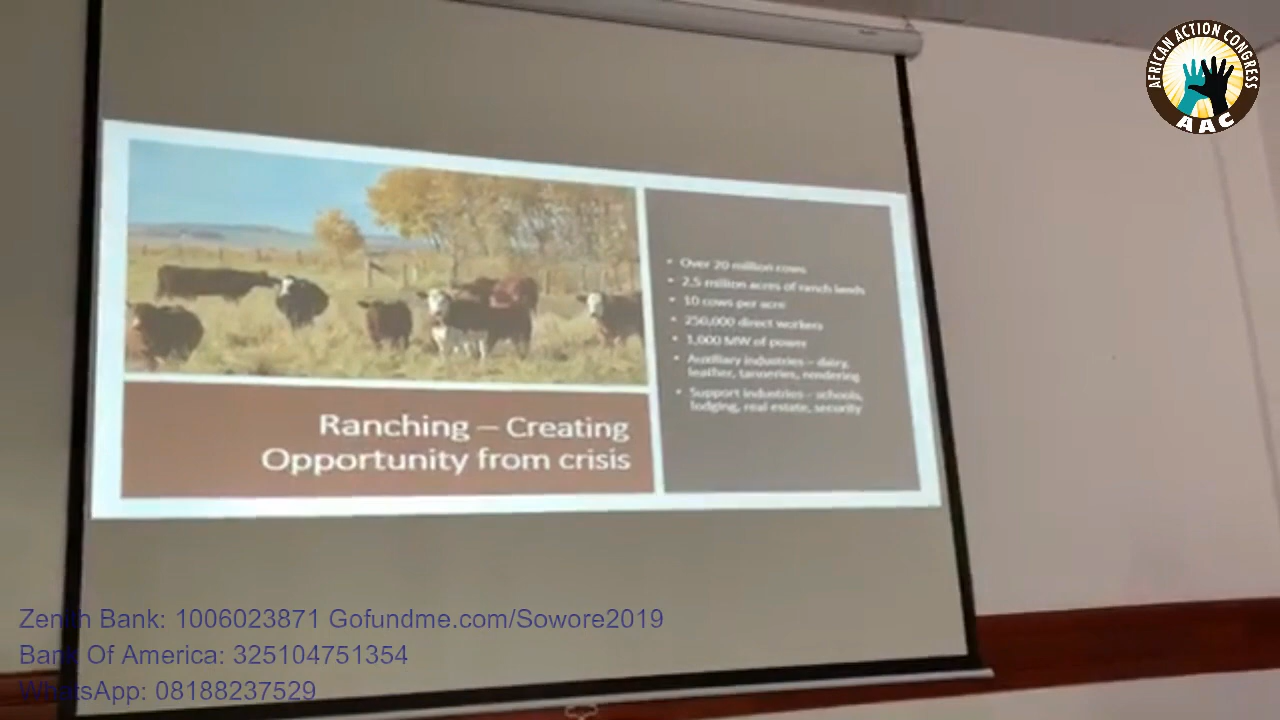 AFRICAN ACTION CONGRESS
AAC
• Over 20 million cows
• 2.5 million acres of ranch lands
• 10 cows per acre
• 250,000 direct workers
• 1,000 MW of power
• Auxiliary industries – dairy,
leather, tanneries, rendering
• Support industries - schools,
lodging, real estate, security
Ranching – Creating
Opportunity from crisis
Zenith Bank: 1006023871 Gofundme.com/Sowore2019
Bank Of America: 325104751354
WhatsApp: 08188237529